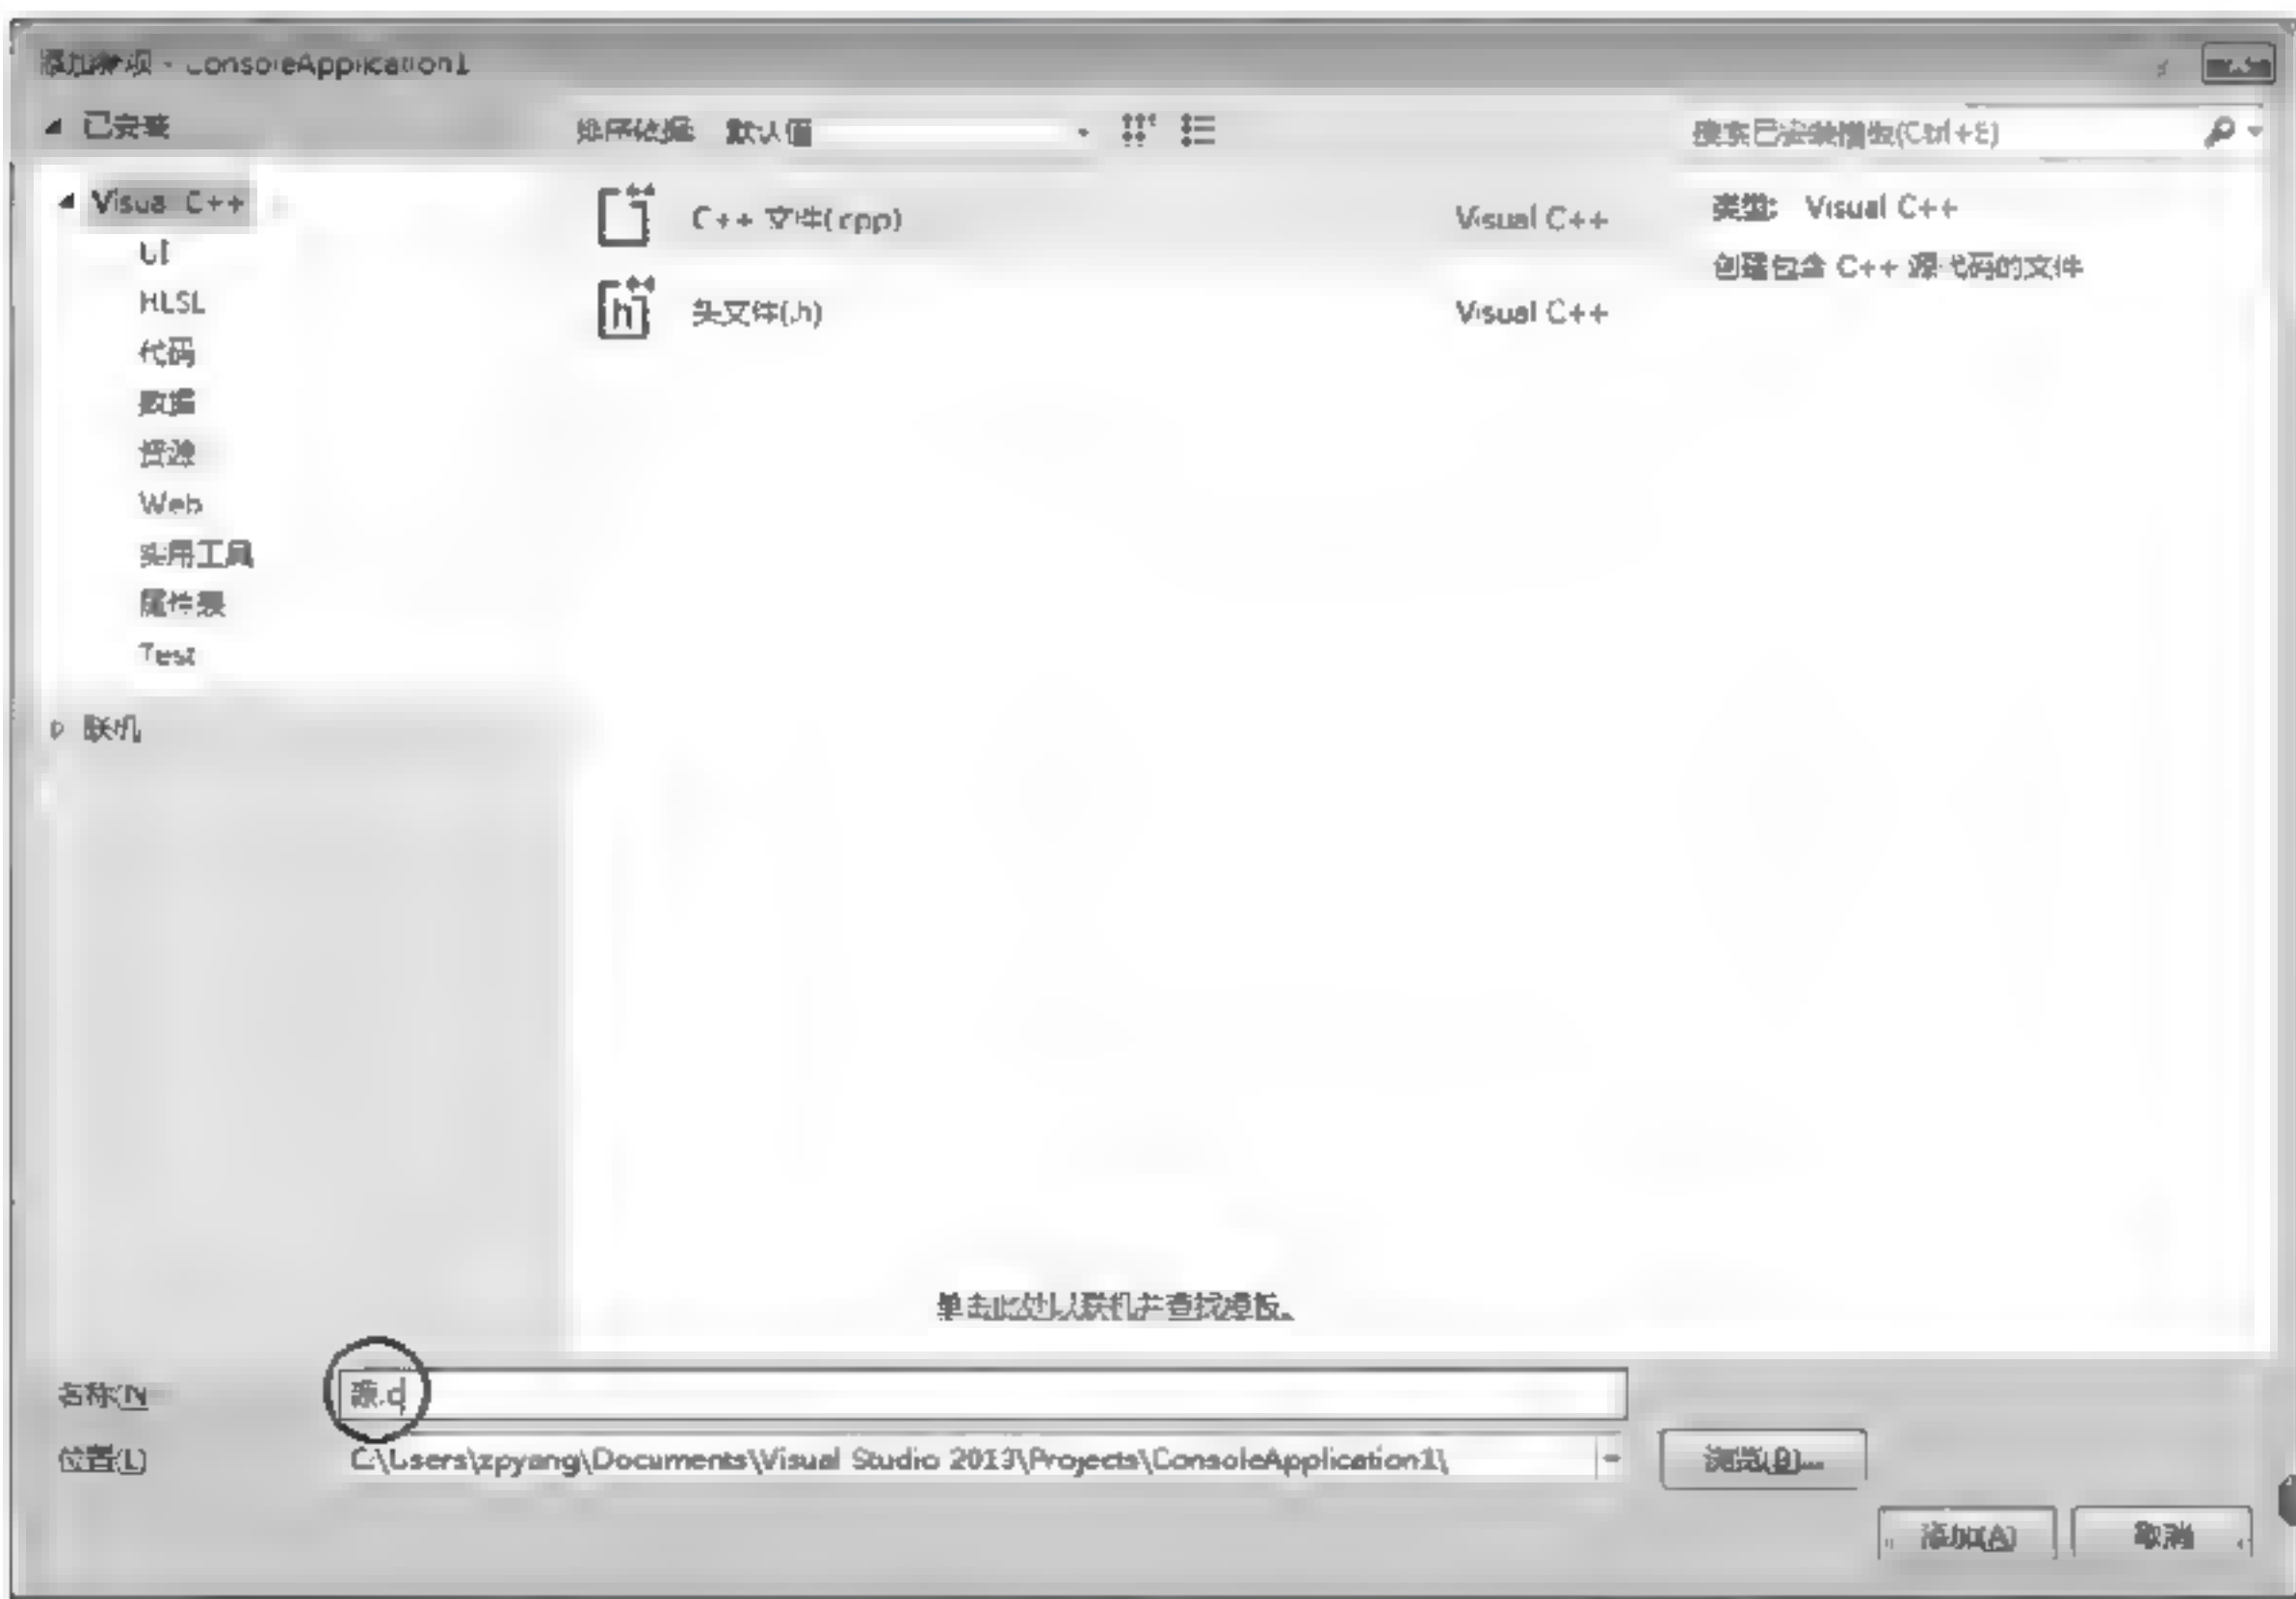 添加新项 - ConsoleApplication1
已安装
排序依据: 默认值
搜索已安装模板(Ctrl+E)
Visual C++
UI
HLSL
代码
数据
资源
Web
实用工具
属性表
Test
联机
C++ 文件(.cpp) Visual C++
头文件(.h) Visual C++
类型: Visual C++
创建包含 C++ 源代码的文件
单击此处以联机并查找模板。
名称(N)
源.c
位置(L)
C:\Users\zpyang\Documents\Visual Studio 2013\Projects\ConsoleApplication1\
浏览(B)...
添加(A)
取消